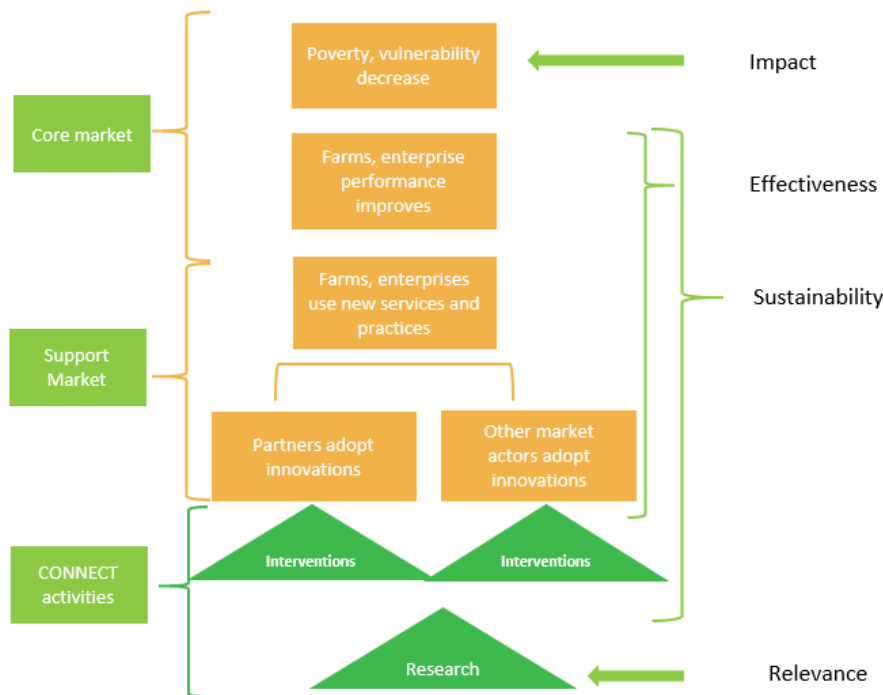 Poverty, vulnerability
decrease
Impact
Core market
Farms, enterprise
performance
improves
Effectiveness
Farms, enterprises
use new services and
practices
Sustainability
Support
Market
Partners adopt
innovations
Other market
actors adopt
innovations
CONNECT
activities
Interventions
Interventions
Research
Relevance